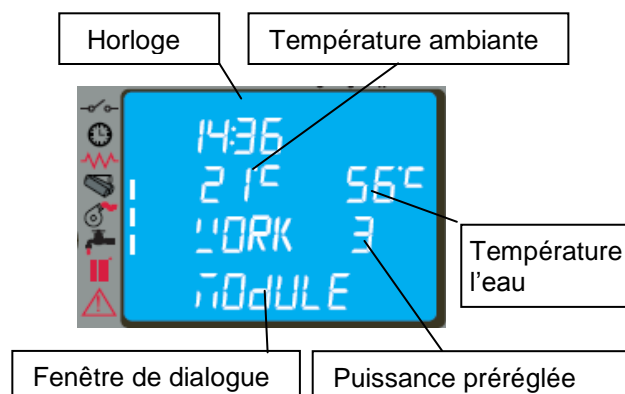 Horloge
Température ambiante
14:36
21°C 56°C
WORK 3
MOdULE
Température
l'eau
Fenêtre de dialogue
Puissance préréglée